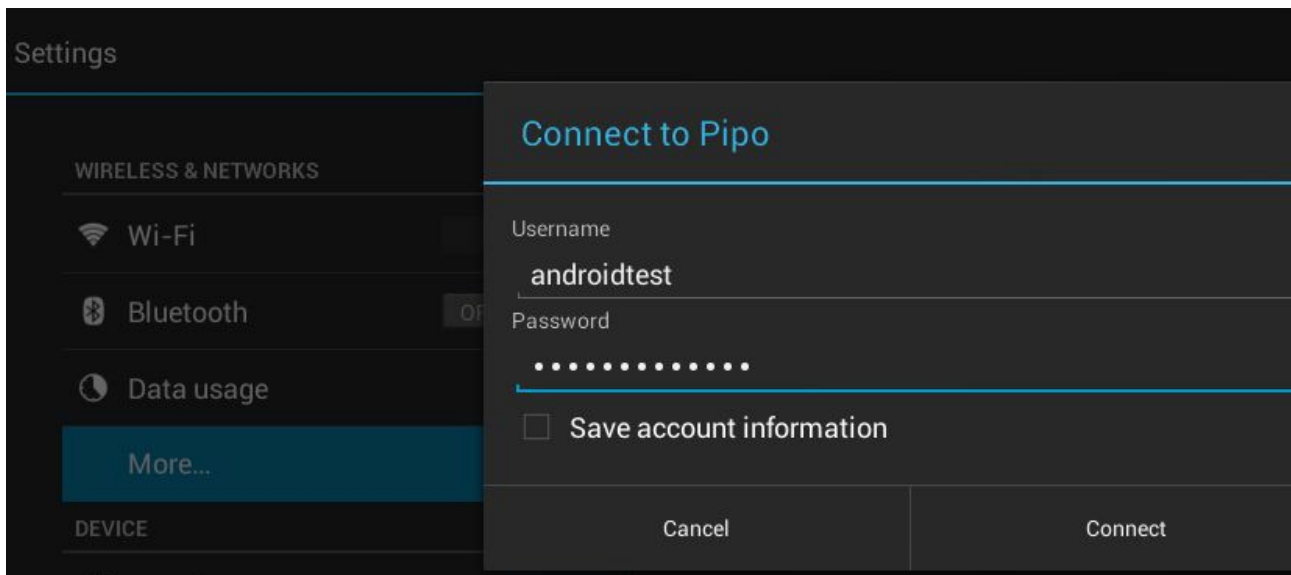 Settings
Connect to Pipo
WIRELESS & NETWORKS
Wi-Fi
Username
androidtest
Bluetooth
Password
Data usage
Save account information
More...
DEVICE
Cancel
Connect